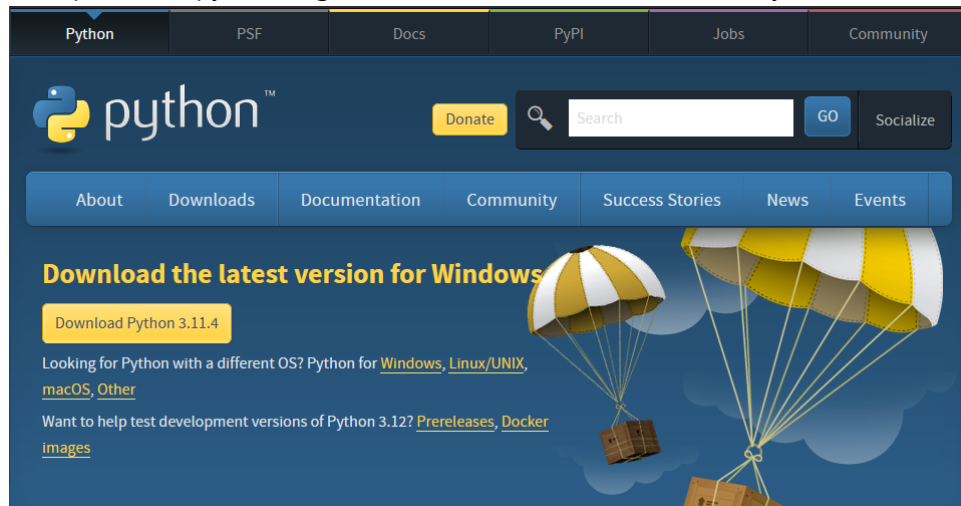 Python PSF Docs PyPI Jobs Community
python™ Donate Search GO Socialize
About Downloads Documentation Community Success Stories News Events
Download the latest version for Windows
Download Python 3.11.4
Looking for Python with a different OS? Python for Windows, Linux/UNIX,
macOS, Other
Want to help test development versions of Python 3.12? Prereleases, Docker
images